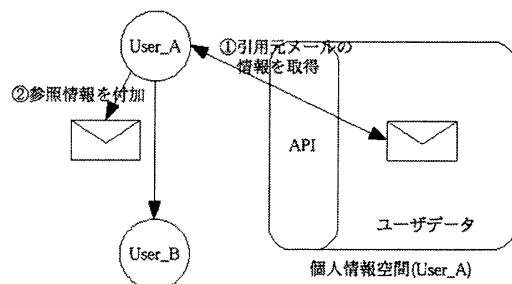 User_A
①引用元メールの
情報を取得
②参照情報を付加
API
ユーザデータ
User_B
個人情報空間(User_A)